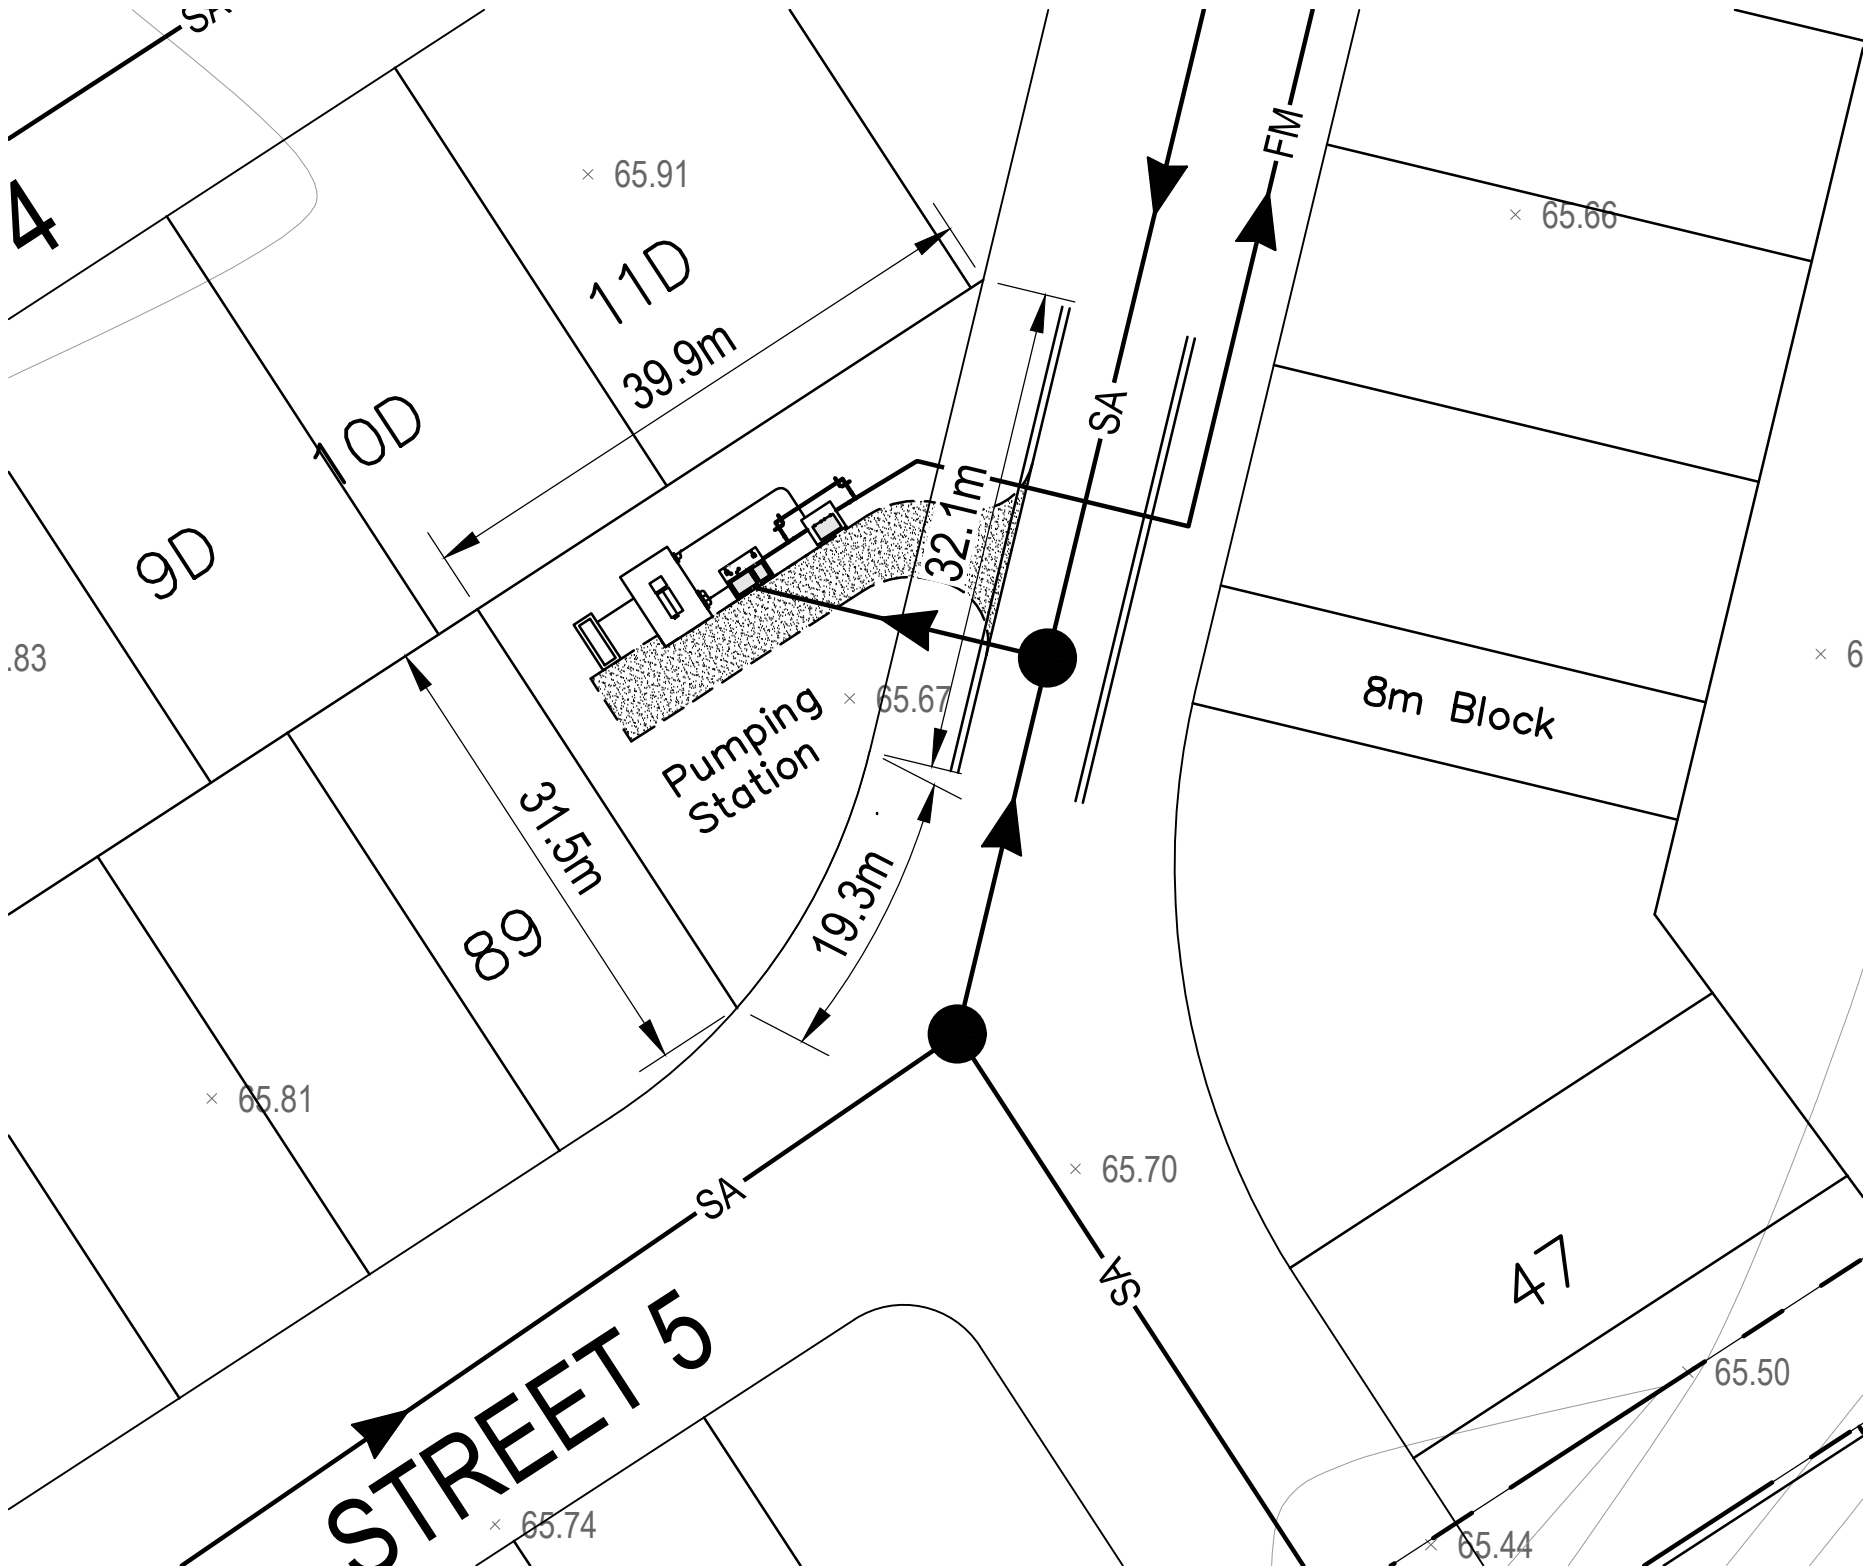 SA
4
65.91
FM
65.66
11D
39.9m
SA
10D
9D
32.1m
.83
65.67
8m Block
Pumping
Station
31.5m
19.3m
89
65.81
65.70
SA
SA
47
STREET 5
65.50
65.74
65.44